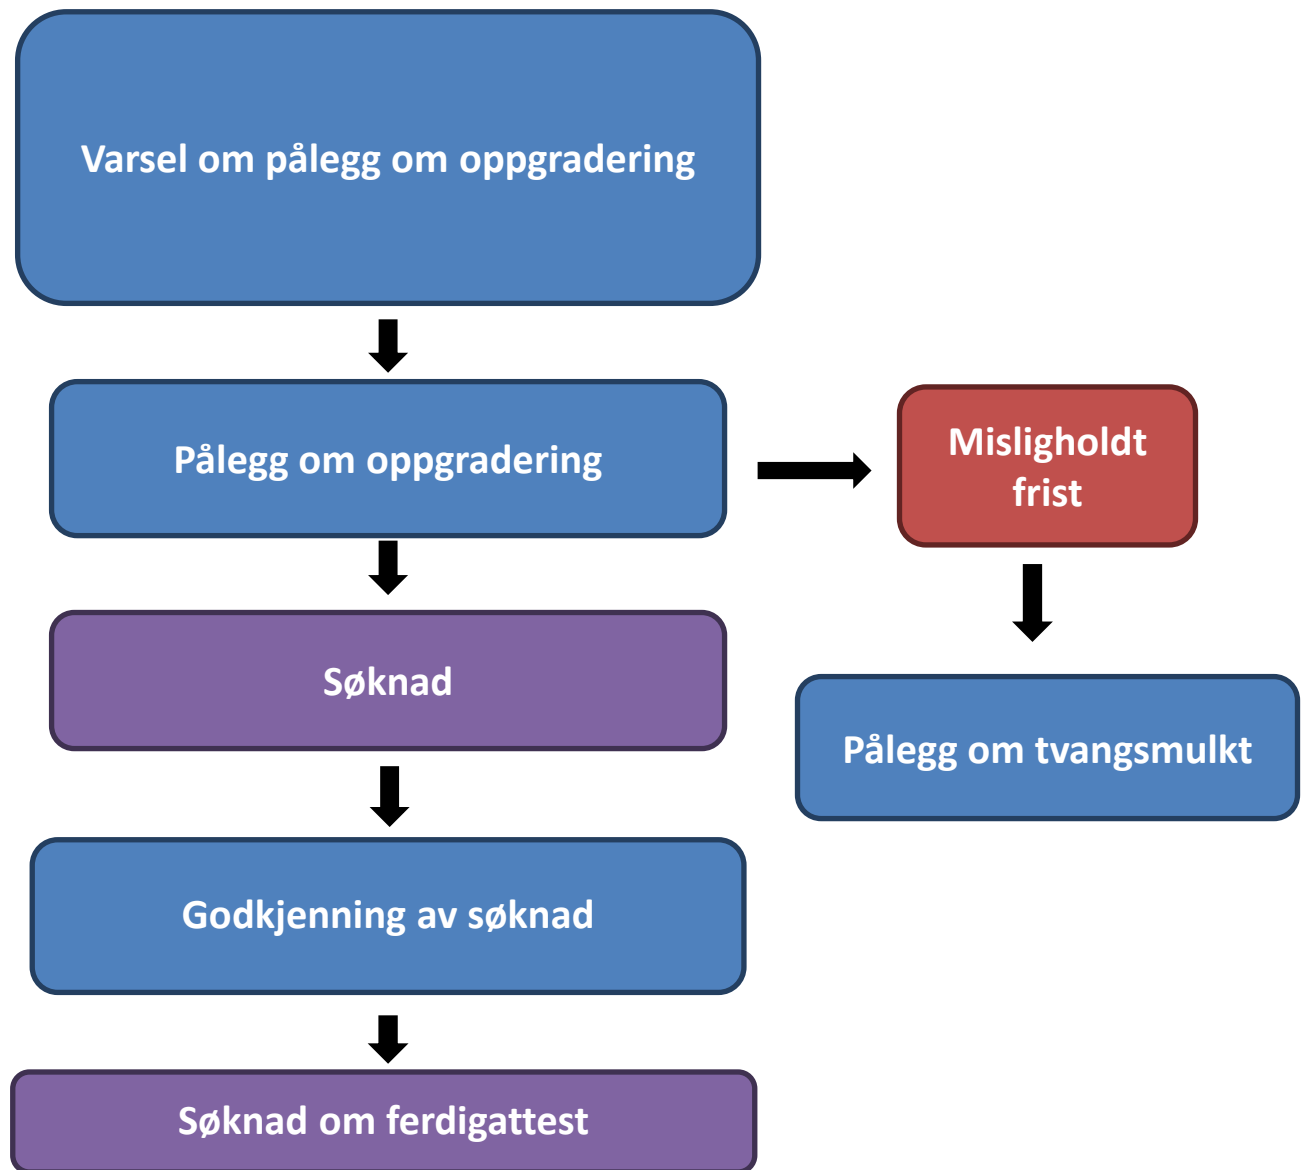 Varsel om pålegg om oppgradering
Pålegg om oppgradering
Misligholdt
frist
Søknad
Pålegg om tvangsmulkt
Godkjenning av søknad
Søknad om ferdigattest